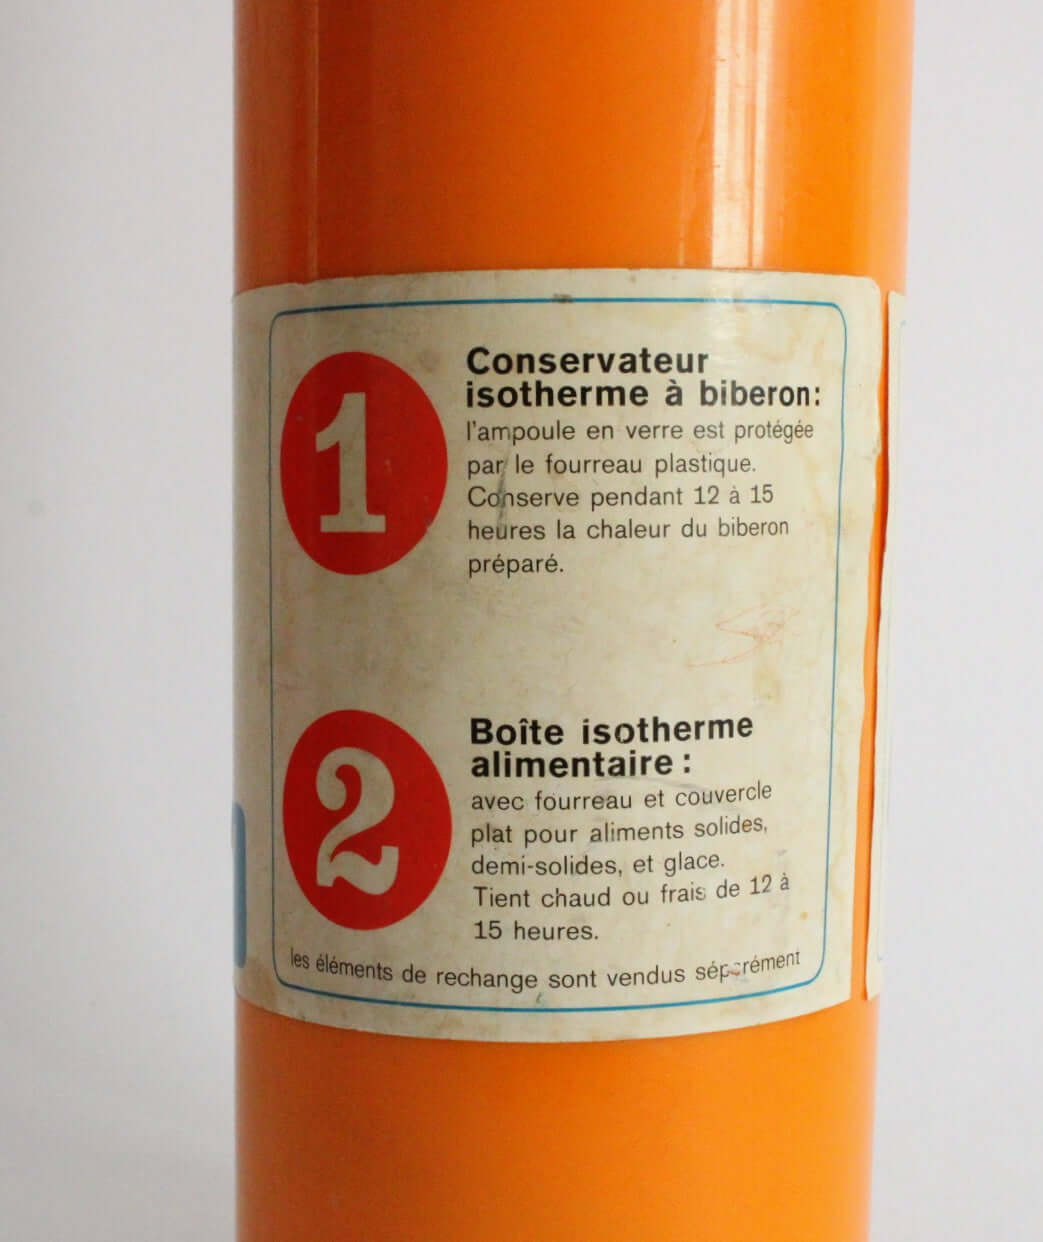 1
Conservateur
isotherme à biberon:
l'ampoule en verre est protégée
par le fourreau plastique.
Conserve pendant 12 à 15
heures la chaleur du biberon
préparé.
2
Boîte isotherme
alimentaire :
avec fourreau et couvercle
plat pour aliments solides,
demi-solides, et glace.
Tient chaud ou frais de 12 à
15 heures.
les éléments de rechange sont vendus séparément